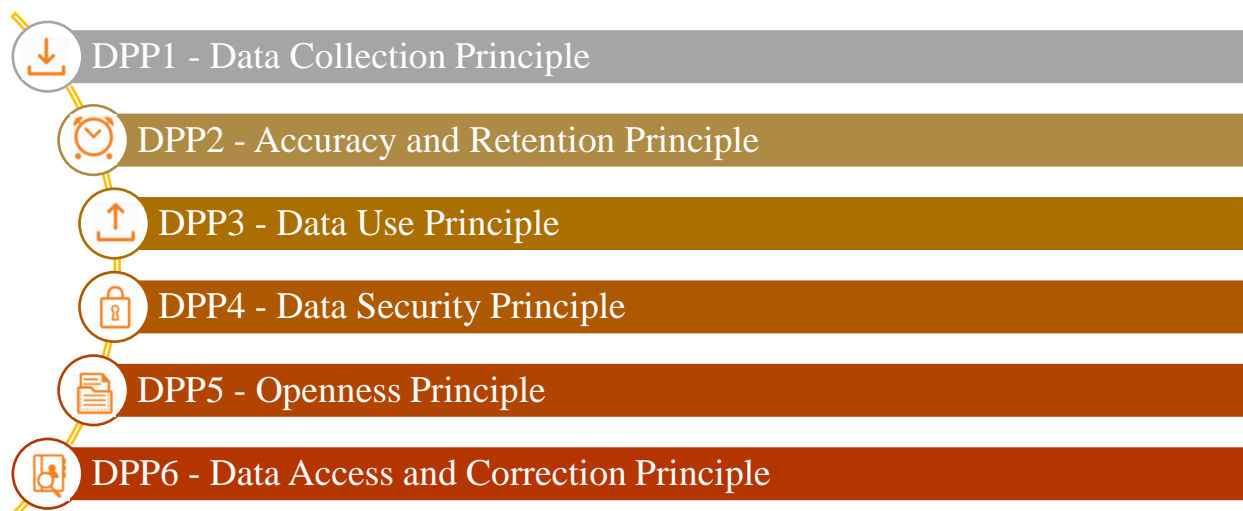 DPP1 - Data Collection Principle
DPP2 - Accuracy and Retention Principle
DPP3 - Data Use Principle
DPP4 - Data Security Principle
DPP5 - Openness Principle
DPP6 - Data Access and Correction Principle